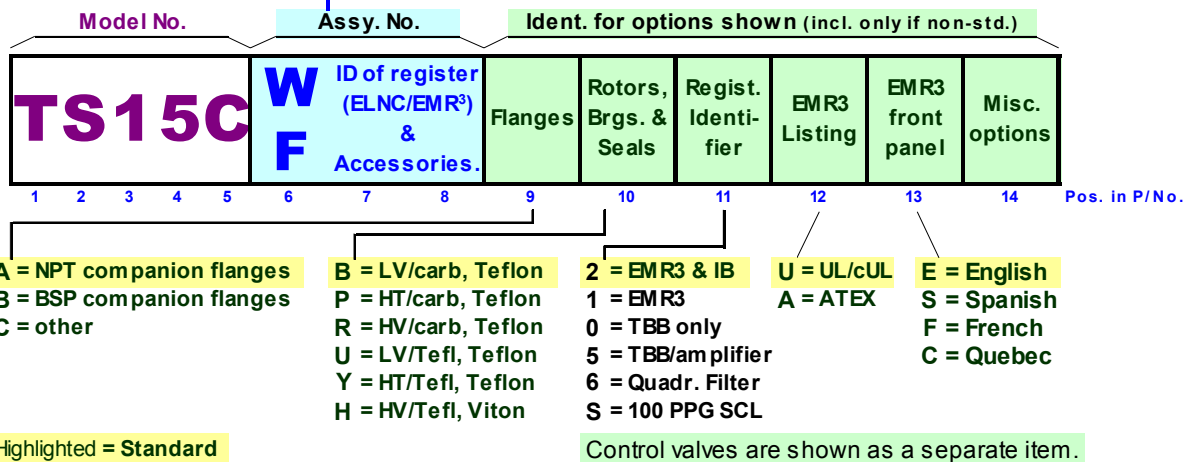 Model No.
Assy. No.
Ident. for options shown (incl. only if non-std.)
TS15C
W
F
ID of register
(ELNC/EMR³)
&
Accessories.
Flanges
Rotors,
Brgs. &
Seals
Regist.
Identi-
fier
EMR3
Listing
EMR3
front
panel
Misc.
options
1 2 3 4 5 6 7 8 9 10 11 12 13 14 Pos. in P/No.
A = NPT companion flanges
B = BSP companion flanges
C = other
B = LV/carb, Teflon
P = HT/carb, Teflon
R = HV/carb, Teflon
U = LV/Tefl, Teflon
Y = HT/Tefl, Teflon
H = HV/Tefl, Viton
2 = EMR3 & IB
1 = EMR3
0 = TBB only
5 = TBB/amplifier
6 = Quadr. Filter
S = 100 PPG SCL
U = UL/cUL
A = ATEX
E = English
S = Spanish
F = French
C = Quebec
Highlighted = Standard
Control valves are shown as a separate item.